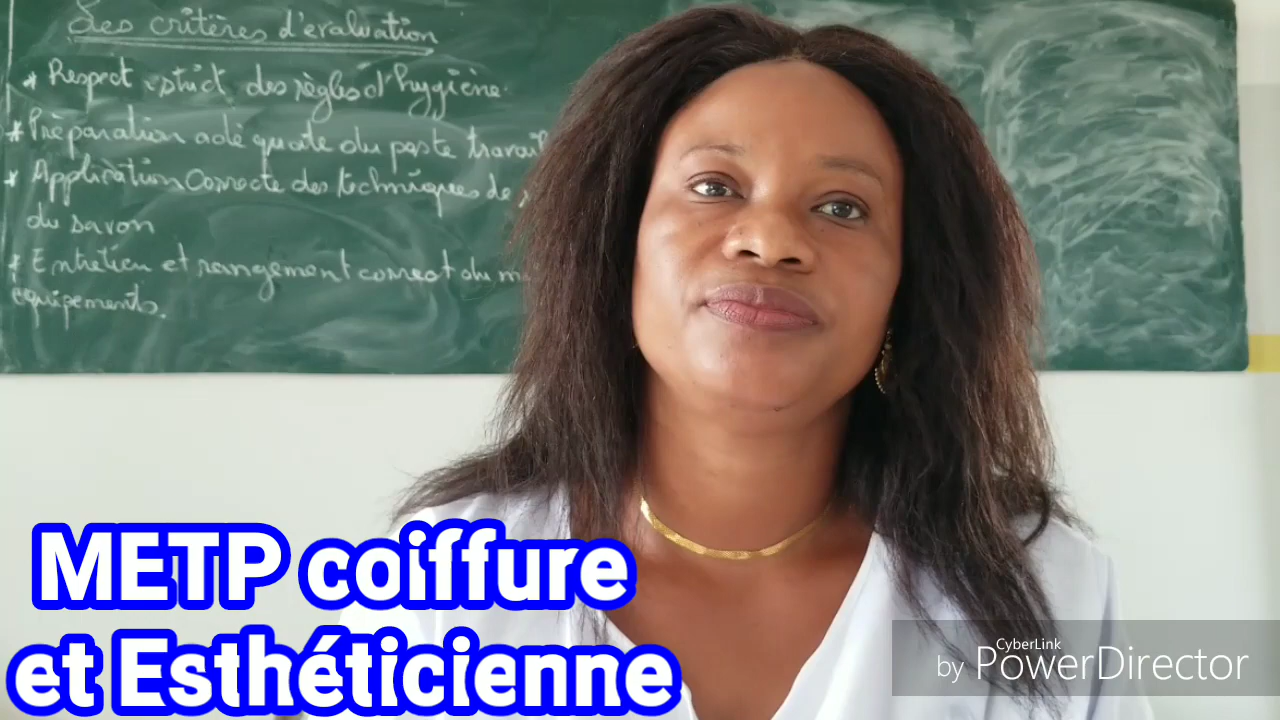 Les critères d'évaluation
* Respect strict des règles d'hygiène.
* Préparation adéquate du poste travail
* Application correcte des techniques de
du savon
* Entretien et rangement correct du
équipements.
METP coiffure
et Esthéticienne
CyberLink
by PowerDirector